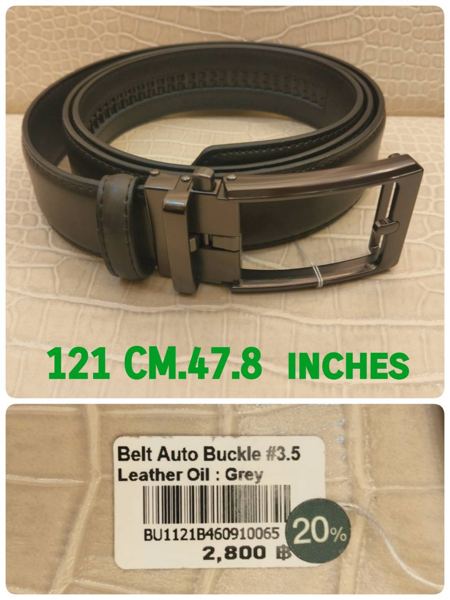 121 CM.47.8 INCHES
Belt Auto Buckle #3.5
Leather Oil : Grey
BU1121B460910065
2,800 ฿
20%